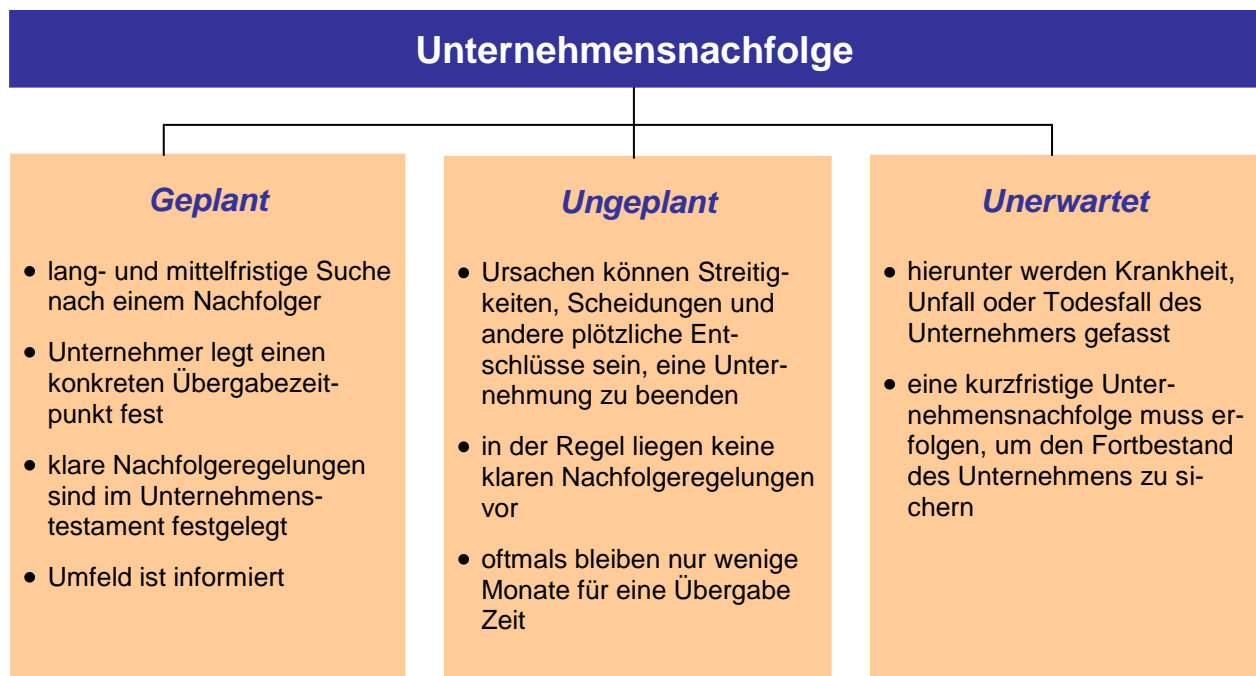 Unternehmensnachfolge
Geplant
• lang- und mittelfristige Suche
nach einem Nachfolger
• Unternehmer legt einen
konkreten Übergabezeit-
punkt fest
• klare Nachfolgeregelungen
sind im Unternehmens-
testament festgelegt
• Umfeld ist informiert
Ungeplant
• Ursachen können Streitig-
keiten, Scheidungen und
andere plötzliche Ent-
schlüsse sein, eine Unter-
nehmung zu beenden
• in der Regel liegen keine
klaren Nachfolgeregelungen
vor
• oftmals bleiben nur wenige
Monate für eine Übergabe
Zeit
Unerwartet
• hierunter werden Krankheit,
Unfall oder Todesfall des
Unternehmers gefasst
• eine kurzfristige Unter-
nehmensnachfolge muss er-
folgen, um den Fortbestand
des Unternehmens zu si-
chern